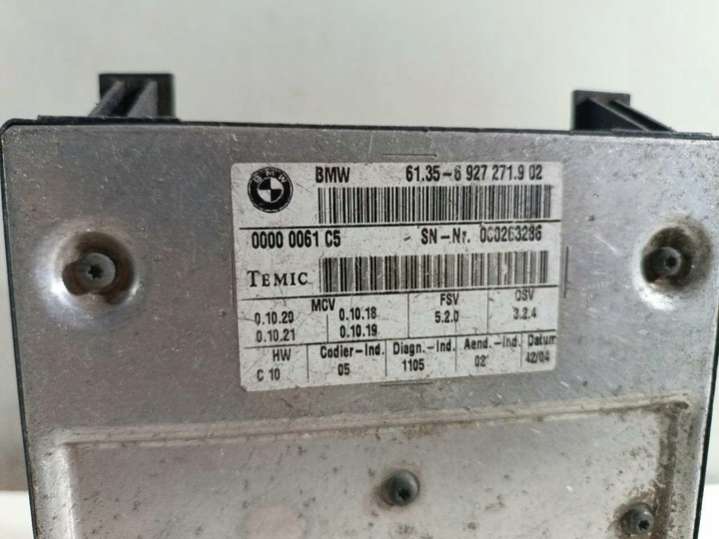 BMW 61.35-6 927 271.9 02
0000 0061 C5 SN-Nr. 000263286
TEMIC
MCV FSV OSV
0.10.20 0.10.18 5.2.0 3.2.4
0.10.21 0.10.19
HW Codier-Ind. Diagn.-Ind. Aend.-Ind. Datum
C 10 05 1105 02 42/04